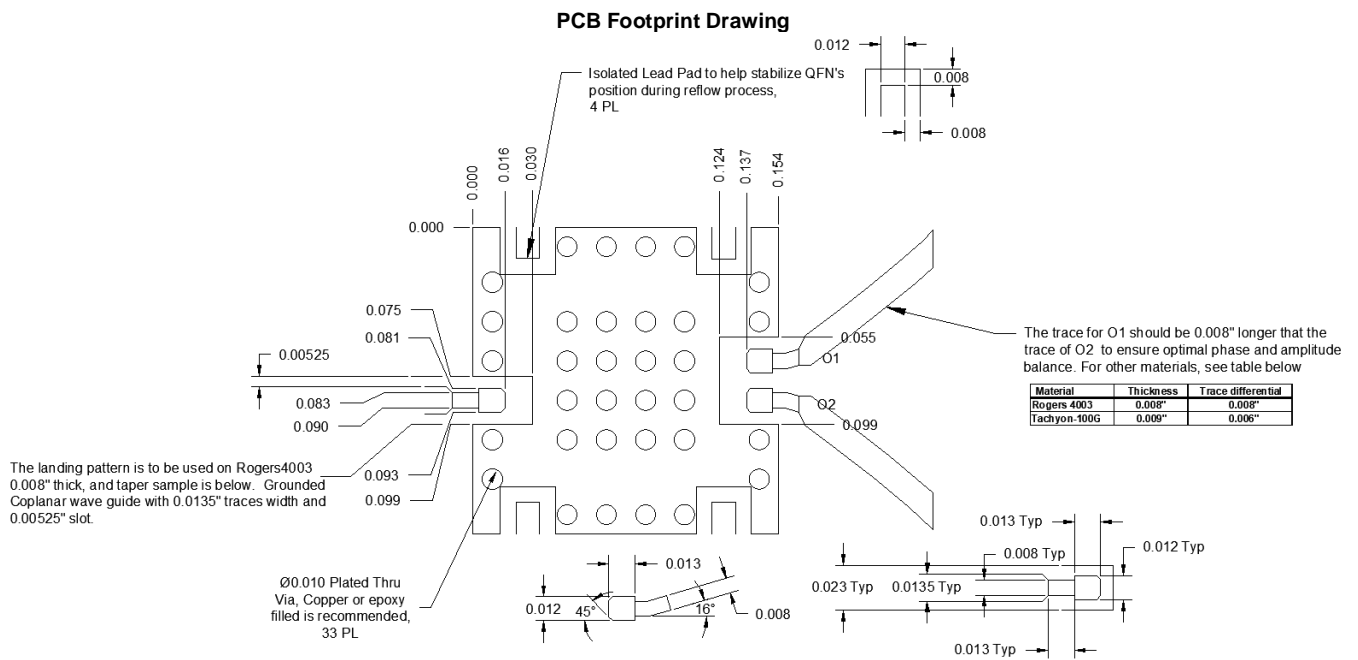 PCB Footprint Drawing
0.012
0.008
0.008
Isolated Lead Pad to help stabilize QFN's
position during reflow process,
4 PL
0.000
0.016
0.030
0.124
0.137
0.154
0.000
0.075
0.081
0.00525
0.083
0.090
0.093
0.099
0.055
O1
O2
0.099
The trace for O1 should be 0.008" longer that the
trace of O2 to ensure optimal phase and amplitude
balance. For other materials, see table below
Material Thickness Trace differential
Rogers 4003 0.008" 0.008"
Tachyon-100G 0.009" 0.006"
The landing pattern is to be used on Rogers4003
0.008" thick, and taper sample is below. Grounded
Coplanar wave guide with 0.0135" traces width and
0.00525" slot.
Ø0.010 Plated Thru
Via, Copper or epoxy
filled is recommended,
33 PL
0.013
0.012
45°
16°
0.008
0.013 Typ
0.008 Typ
0.012 Typ
0.023 Typ
0.0135 Typ
0.013 Typ